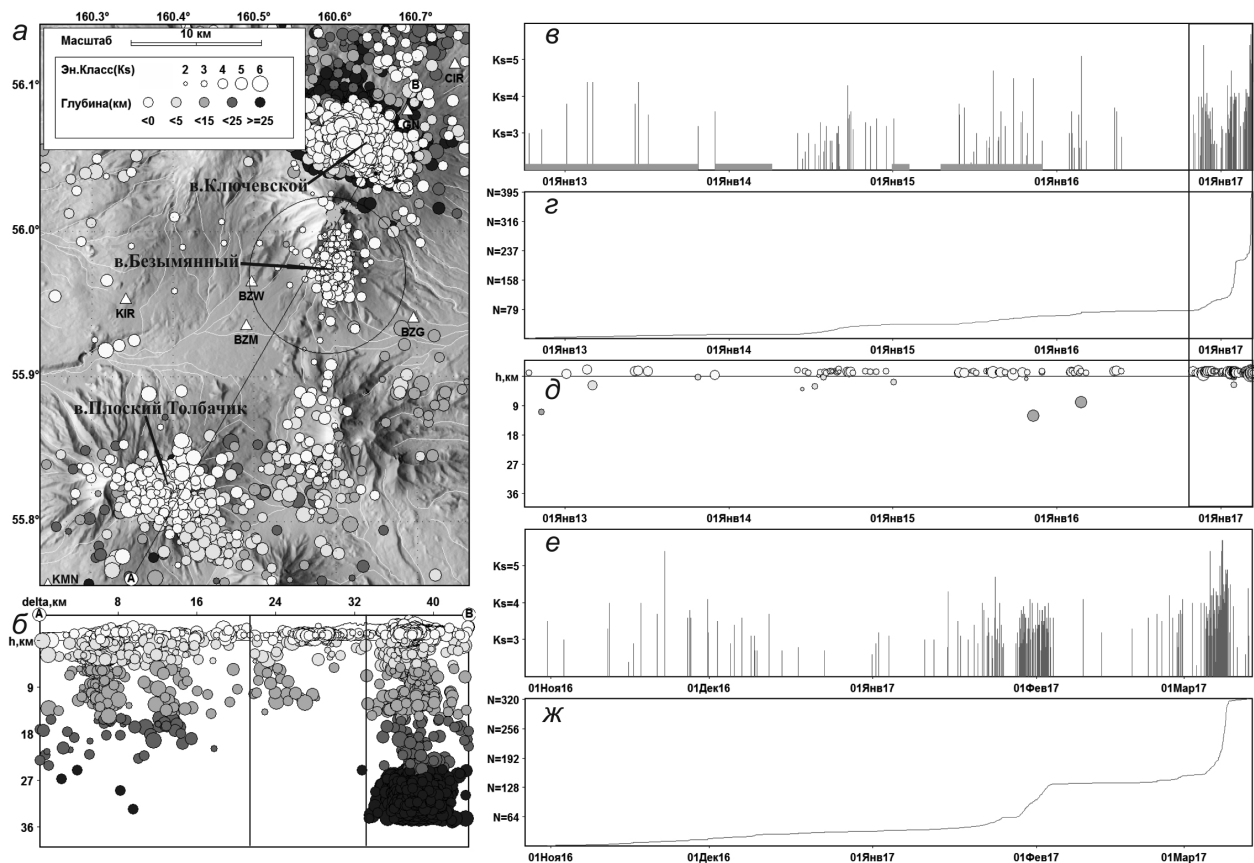 а
160.3° 160.4° 160.5° 160.6° 160.7°
Масштаб 10 км
Эн.Класс(Ks) 2 3 4 5 6
Глубина(км)
<0 <5 <15 <25 >=25
56.1°
56.0°
55.9°
55.8°
CIR
B
в.Ключевской
в.Безымянный
BZW
KIR
BZM
BZG
в.Плоский Толбачик
KMN
A
б
delta,км 8 16 24 32 40
A B
h,км
9
18
27
36
в
Ks=5
Ks=4
Ks=3
01Янв13 01Янв14 01Янв15 01Янв16 01Янв17
г
N=395
N=316
N=237
N=158
N=79
01Янв13 01Янв14 01Янв15 01Янв16 01Янв17
д
h,км
9
18
27
36
01Янв13 01Янв14 01Янв15 01Янв16 01Янв17
е
Ks=5
Ks=4
Ks=3
01Ноя16 01Дек16 01Янв17 01Фев17 01Мар17
ж
N=320
N=256
N=192
N=128
N=64
01Ноя16 01Дек16 01Янв17 01Фев17 01Мар17